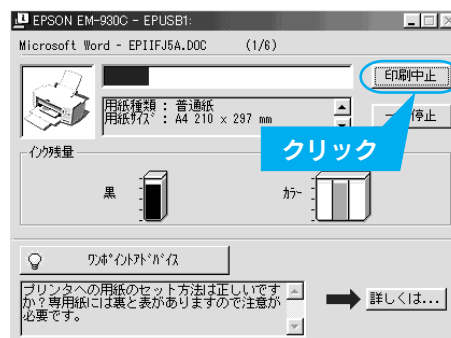 EPSON EM-930C - EPUSB1:
Microsoft Word - EPIIFJ5A.DOC (1/6)
印刷中止
用紙種類 : 普通紙
用紙ｻｲｽﾞ : A4 210 × 297 mm
停止
クリック
ｲﾝｸ残量
黒
ｶﾗｰ
ﾜﾝﾎﾟｲﾝﾄｱﾄﾞﾊﾞｲｽ
プリンタへの用紙のセット方法は正しいです
か？専用紙には裏と表がありますので注意が
必要です。
詳しくは...